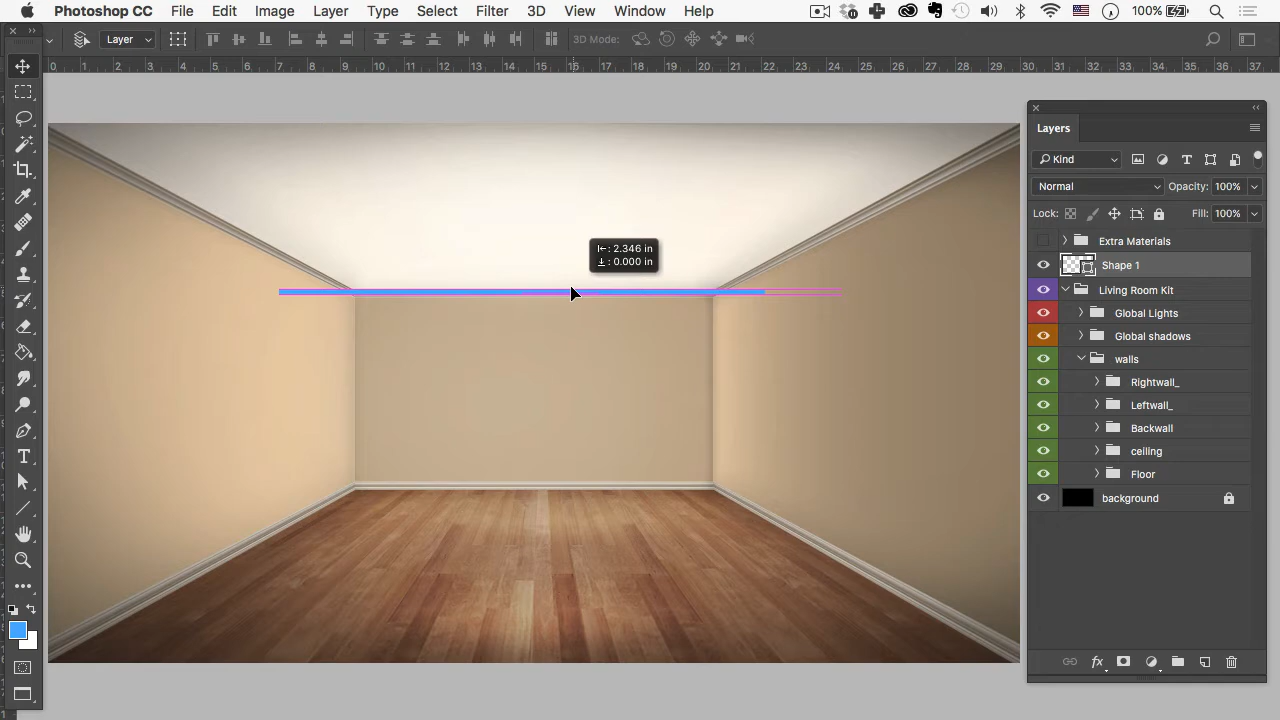 Photoshop CC File Edit Image Layer Type Select Filter 3D View Window Help 100%
Layer 3D Mode:
0 1 2 3 4 5 6 7 8 9 10 11 12 13 14 15 16 17 18 19 20 21 22 23 24 25 26 27 28 29 30 31 32 33 34 35 36 37
Layers
Kind
Normal Opacity: 100%
Lock: Fill: 100%
Extra Materials
: 2.346 in
: 0.000 in
Shape 1
Living Room Kit
Global Lights
Global shadows
walls
Rightwall_
Leftwall_
Backwall
ceiling
Floor
background
fx